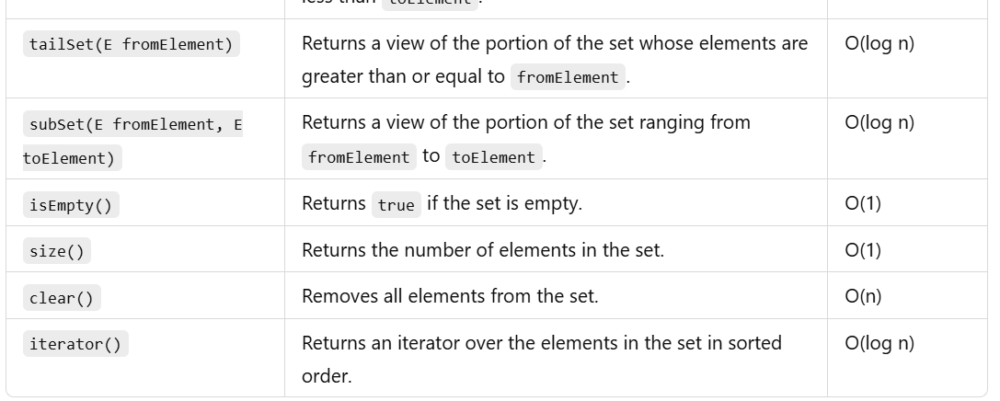 less than toElement.
tailSet(E fromElement)
Returns a view of the portion of the set whose elements are
greater than or equal to fromElement.
O(log n)
subSet(E fromElement, E
toElement)
Returns a view of the portion of the set ranging from
fromElement to toElement.
O(log n)
isEmpty()
Returns true if the set is empty.
O(1)
size()
Returns the number of elements in the set.
O(1)
clear()
Removes all elements from the set.
O(n)
iterator()
Returns an iterator over the elements in the set in sorted
order.
O(log n)